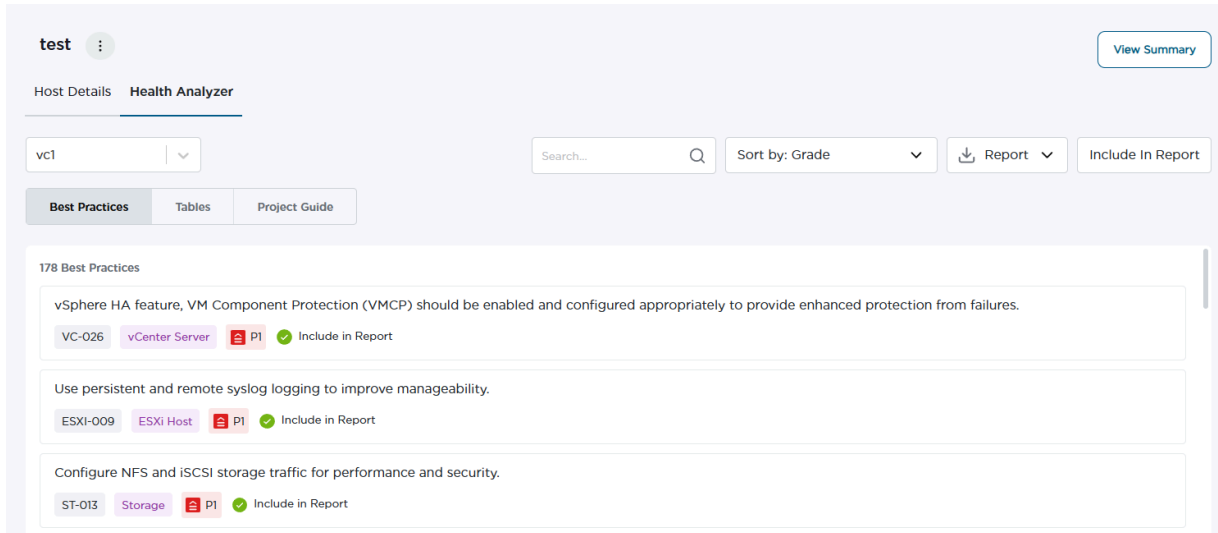 test
View Summary
Host Details Health Analyzer
vc1 Search... Sort by: Grade Report Include In Report
Best Practices Tables Project Guide
178 Best Practices
vSphere HA feature, VM Component Protection (VMCP) should be enabled and configured appropriately to provide enhanced protection from failures.
VC-026 vCenter Server P1 Include in Report
Use persistent and remote syslog logging to improve manageability.
ESXI-009 ESXi Host P1 Include in Report
Configure NFS and iSCSI storage traffic for performance and security.
ST-013 Storage P1 Include in Report